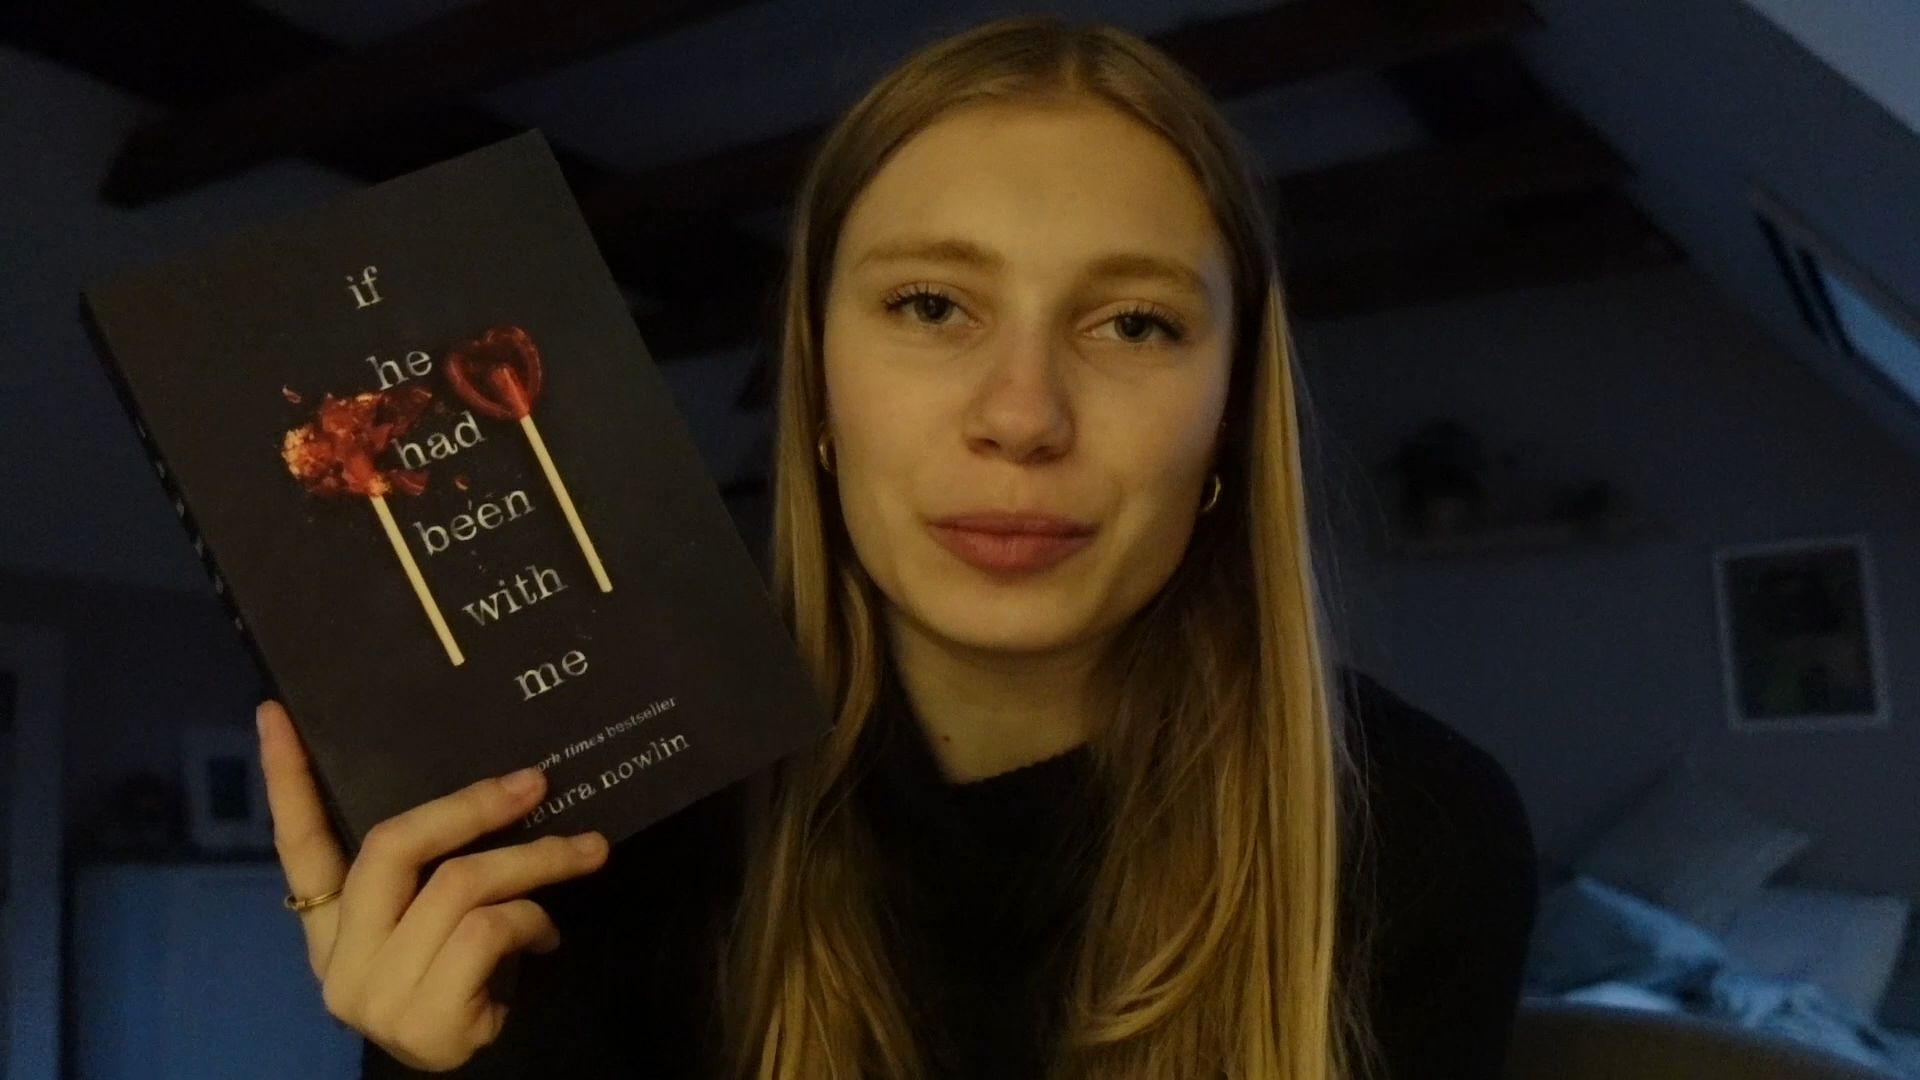 if
he
had
been
with
me
york times bestseller
laura nowlin